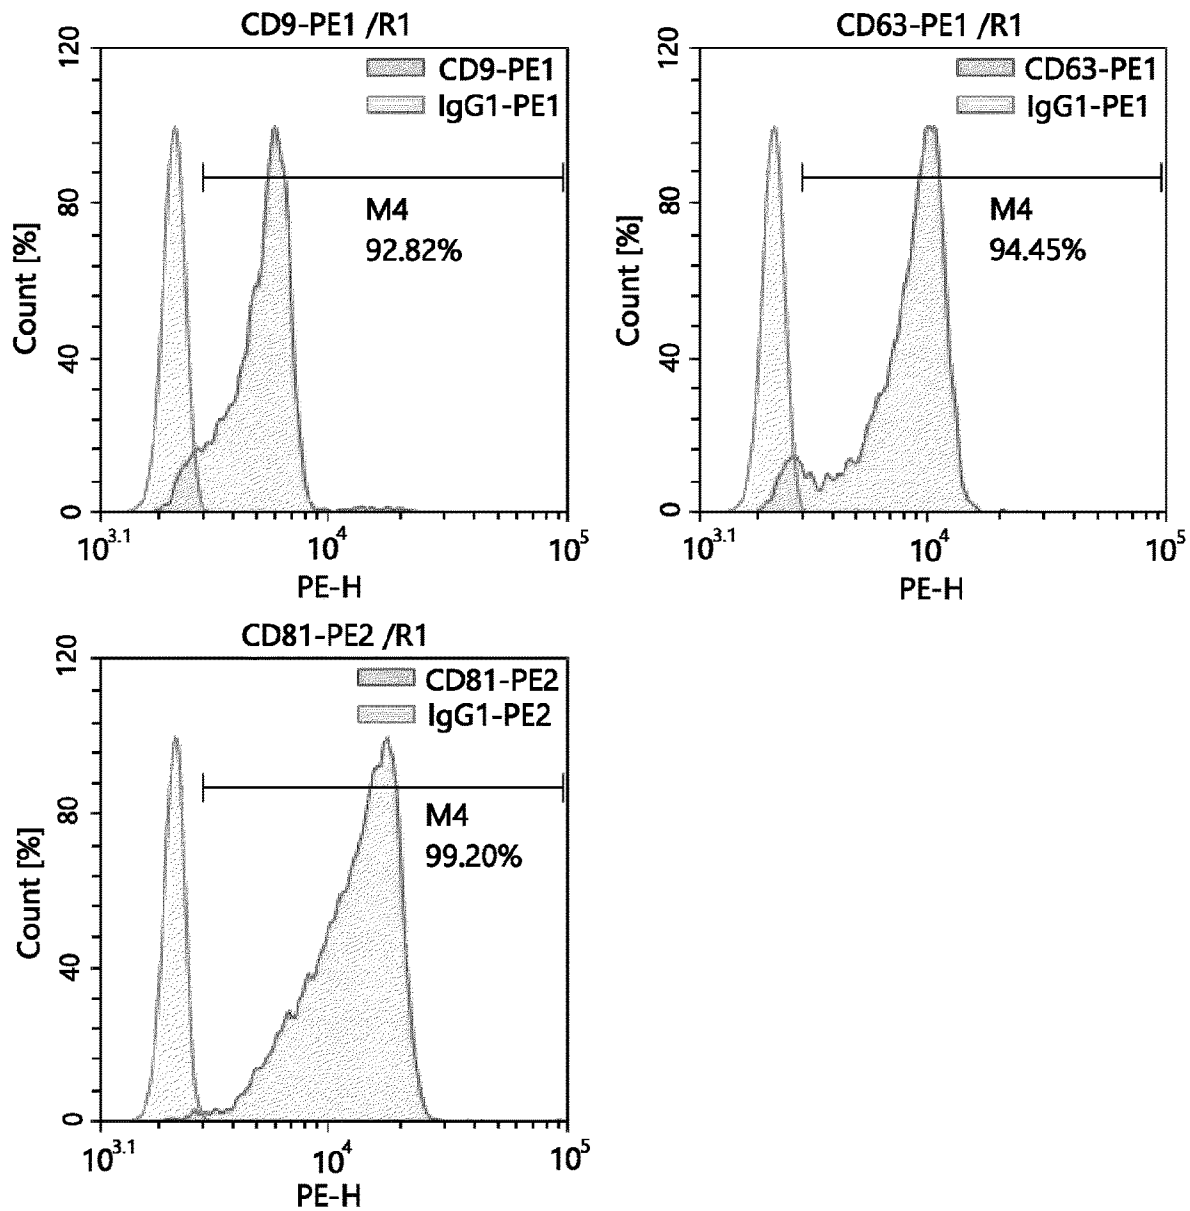 CD9-PE1 /R1
120
80
40
0
Count [%]
CD9-PE1
IgG1-PE1
M4
92.82%
10^3.1
10^4
10^5
PE-H
CD63-PE1 /R1
120
80
40
0
Count [%]
CD63-PE1
IgG1-PE1
M4
94.45%
10^3.1
10^4
10^5
PE-H
CD81-PE2 /R1
120
80
40
0
Count [%]
CD81-PE2
IgG1-PE2
M4
99.20%
10^3.1
10^4
10^5
PE-H